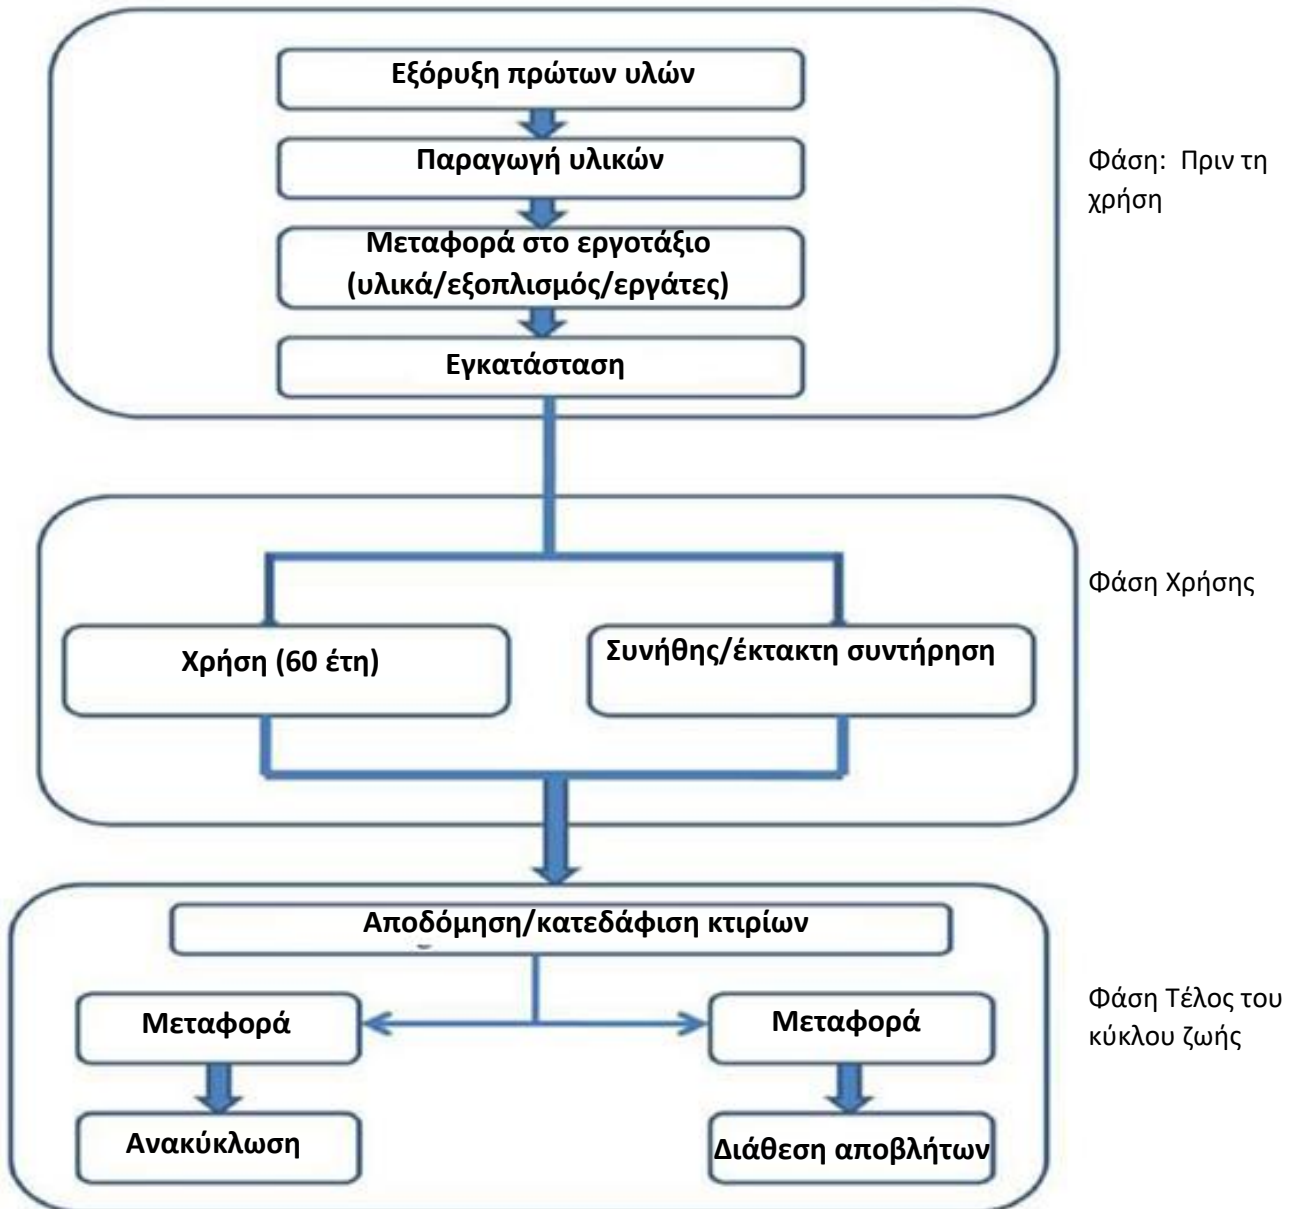 Εξόρυξη πρώτων υλών
Παραγωγή υλικών
Φάση: Πριν τη
χρήση
Μεταφορά στο εργοτάξιο
(υλικά/εξοπλισμός/εργάτες)
Εγκατάσταση
Φάση Χρήσης
Χρήση (60 έτη)
Συνήθης/έκτακτη συντήρηση
Αποδόμηση/κατεδάφιση κτιρίων
Φάση Τέλος του
κύκλου ζωής
Μεταφορά
Μεταφορά
Ανακύκλωση
Διάθεση αποβλήτων